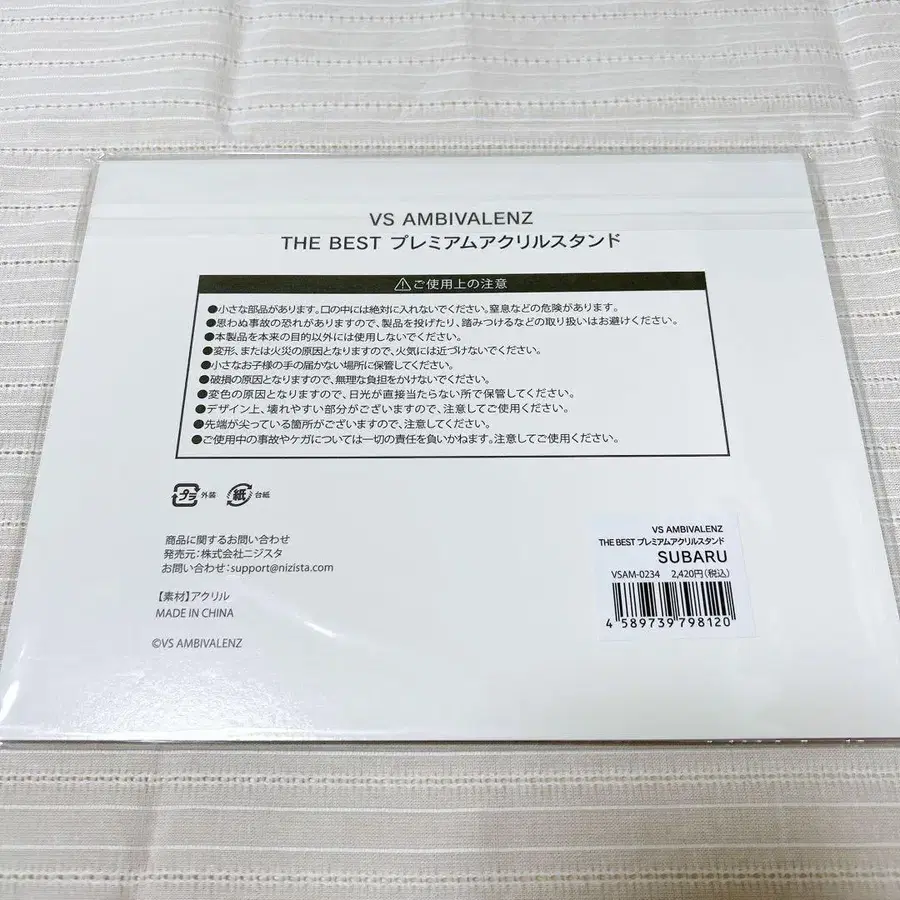 VS AMBIVALENZ
THE BEST プレミアムアクリルスタンド
⚠ご使用上の注意
●小さな部品があります。口の中には絶対に入れないでください。窒息などの危険があります。
●思わぬ事故の恐れがありますので、製品を投げたり、踏みつけるなどの取り扱いはお避けください。
●本製品を本来の目的以外には使用しないでください。
●変形、または火災の原因となりますので、火気には近づけないでください。
●小さなお子様の手の届かない場所に保管してください。
●破損の原因となりますので、無理な負担をかけないでください。
●変色の原因となりますので、日光が直接当たらない所で保管してください。
●デザイン上、壊れやすい部分がございますので、注意してご使用ください。
●先端が尖っている箇所がございますので、注意してください。
●ご使用中の事故やケガについては一切の責任を負いかねます。注意してご使用ください。
プラ 外装 紙 台紙
商品に関するお問い合わせ
発売元:株式会社ニジスタ
お問い合わせ:support@nizista.com
【素材】アクリル
MADE IN CHINA
©VS AMBIVALENZ
VS AMBIVALENZ
THE BEST プレミアムアクリルスタンド
SUBARU
VSAM-0234 2,420円(税込)
4 589739 798120